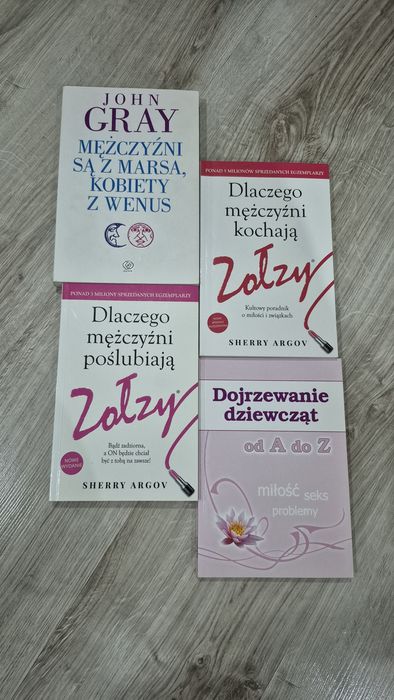 JOHN
GRAY
MĘŻCZYŹNI
SĄ Z MARSA,
KOBIETY
Z WENUS
PONAD 3 MILIONÓW SPRZEDANYCH EGZEMPLARZY
Dlaczego
mężczyźni
kochają
Zołzy
Kultowy poradnik
o miłości i związkach
SHERRY ARGOV
PONAD 3 MILIONY SPRZEDANYCH EGZEMPLARZY
Dlaczego
mężczyźni
poślubiają
Zołzy
Bądź zadziorna,
a ON będzie chciał
być z tobą na zawsze!
NOWE
WYDANIE
SHERRY ARGOV
Dojrzewanie
dziewcząt
od A do Z
miłość seks
problemy